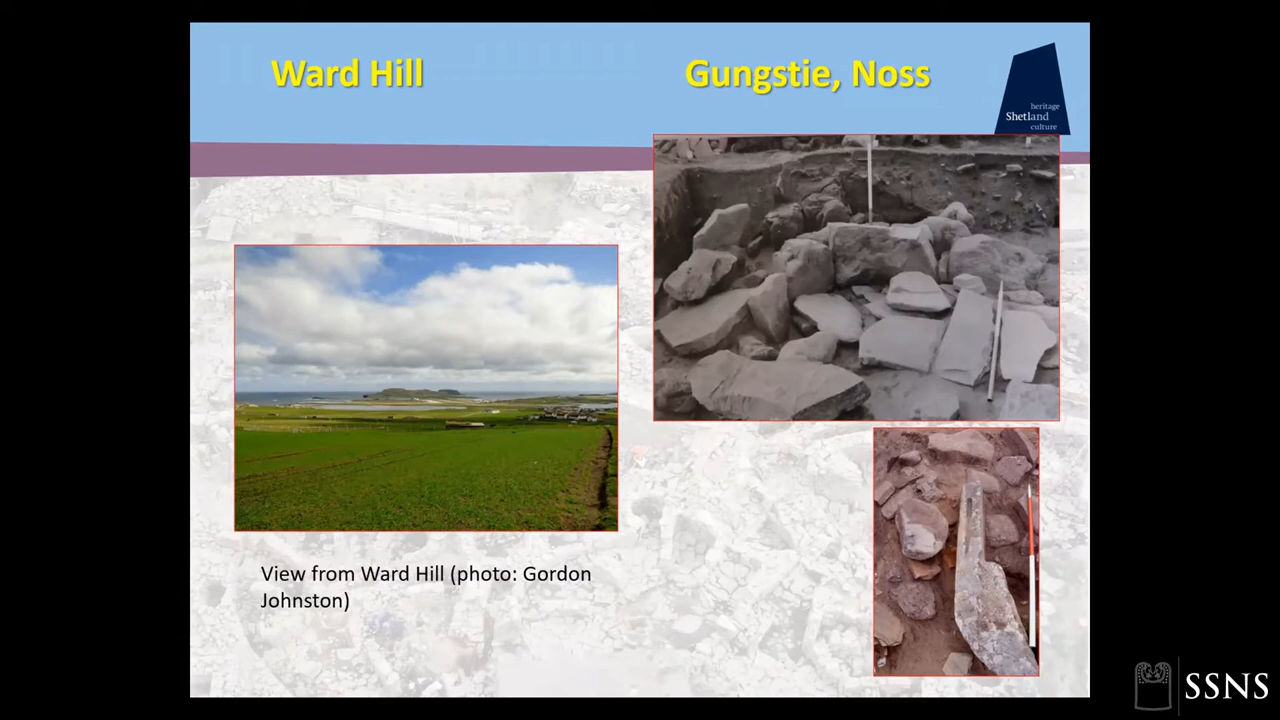 Ward Hill
Gungstie, Noss
heritage
Shetland
culture
View from Ward Hill (photo: Gordon
Johnston)
SSNS